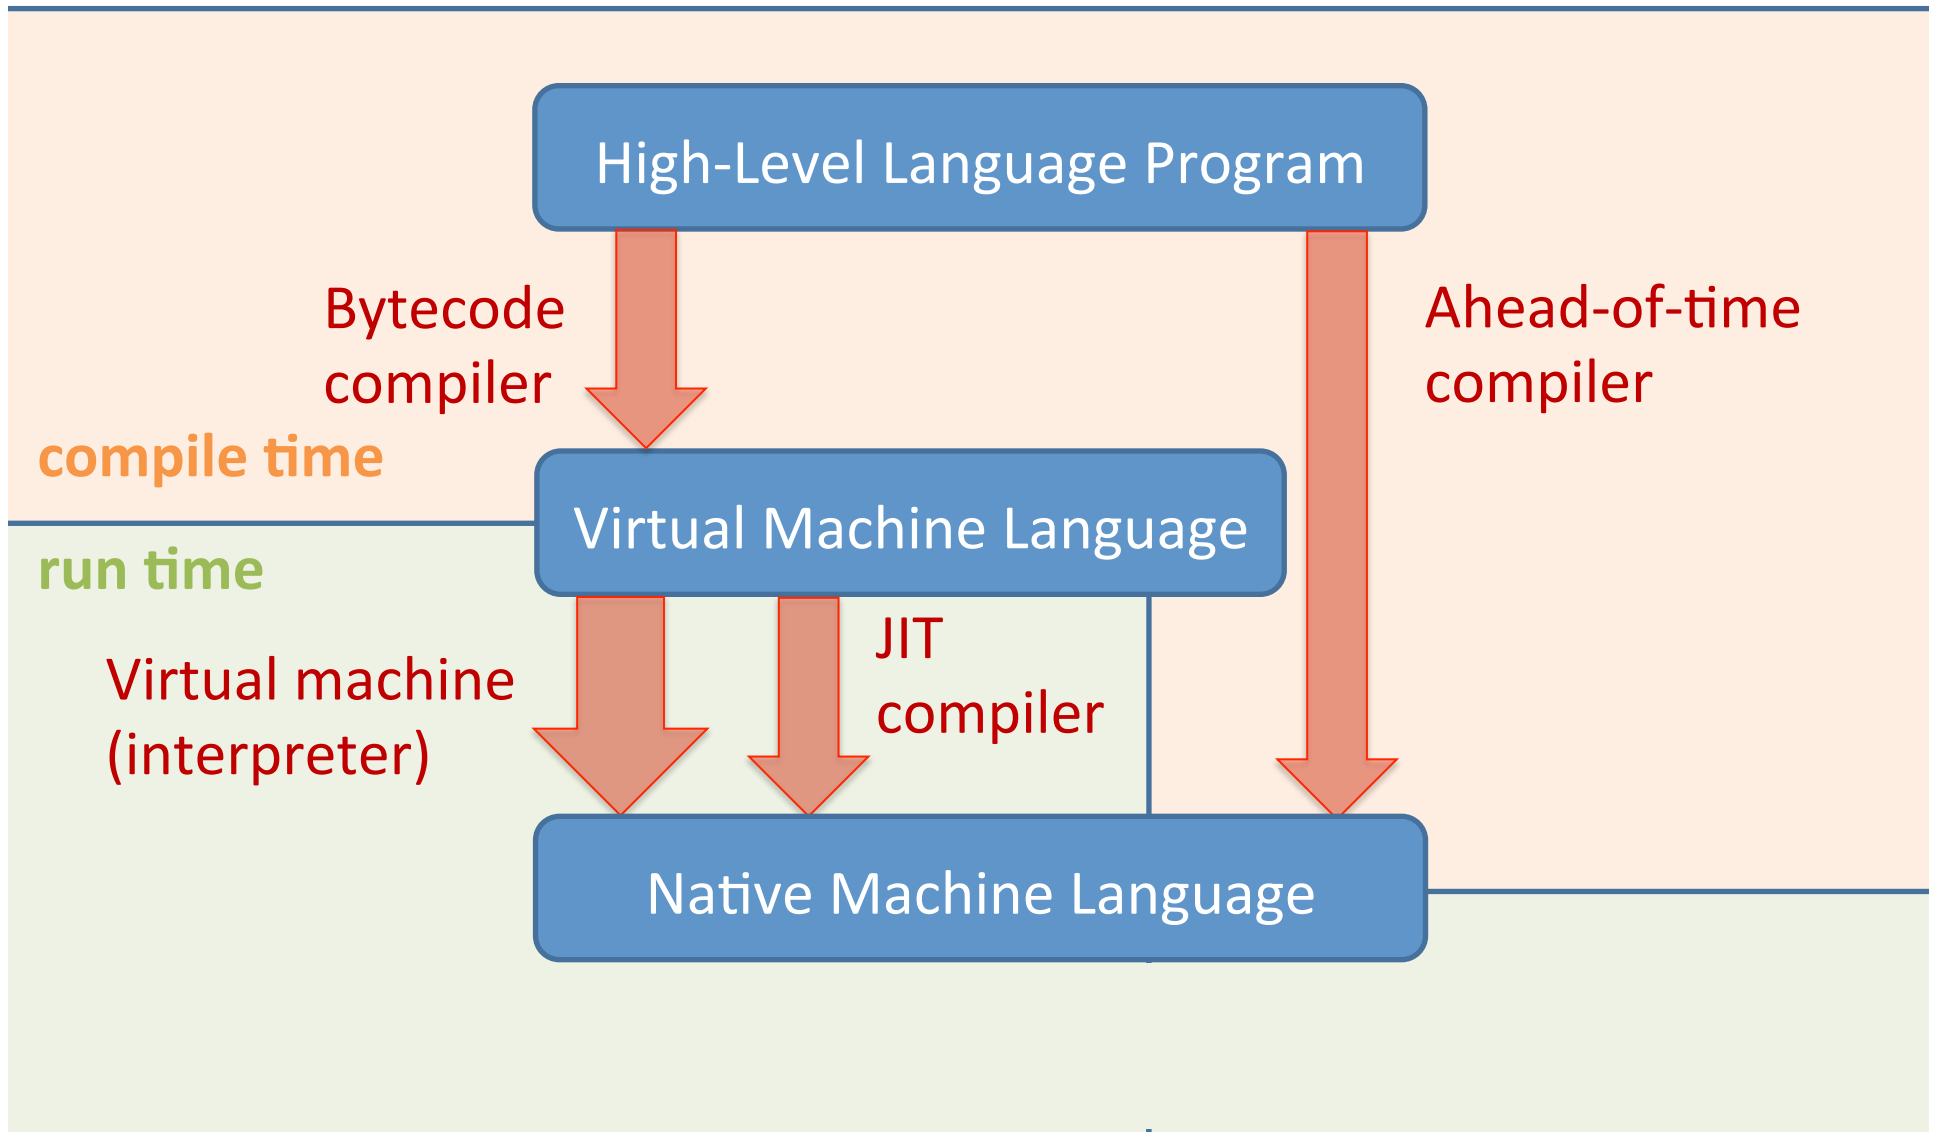 High-Level Language Program
Bytecode
compiler
Ahead-of-time
compiler
compile time
Virtual Machine Language
run time
Virtual machine
(interpreter)
JIT
compiler
Native Machine Language